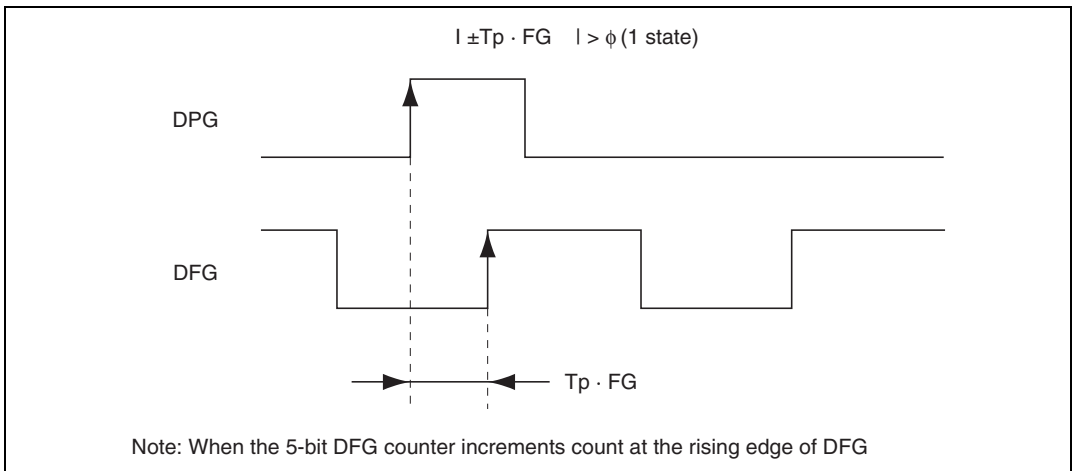 I ±Tp · FG I > ϕ (1 state)
DPG
DFG
Tp · FG
Note: When the 5-bit DFG counter increments count at the rising edge of DFG